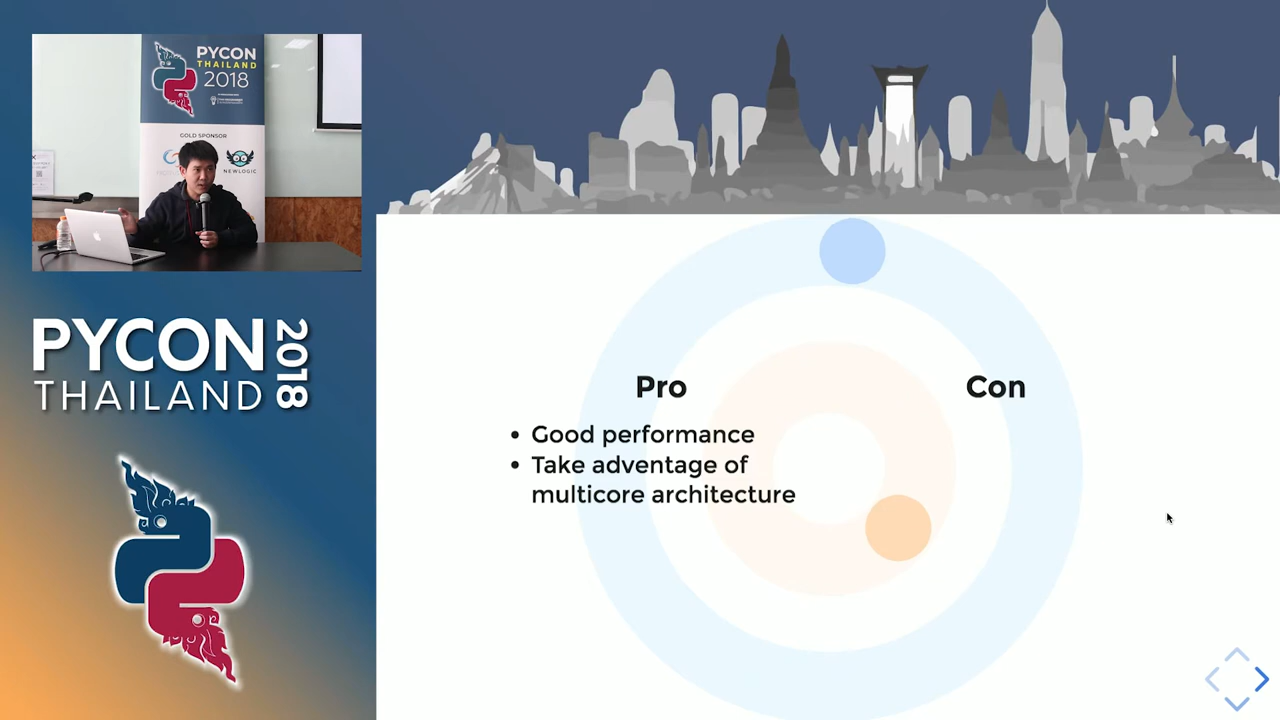 PYCON
THAILAND
2018
GOLD SPONSOR
NEWLOGIC
PYCON 2018
THAILAND
Pro
Con
• Good performance
• Take adventage of
multicore architecture